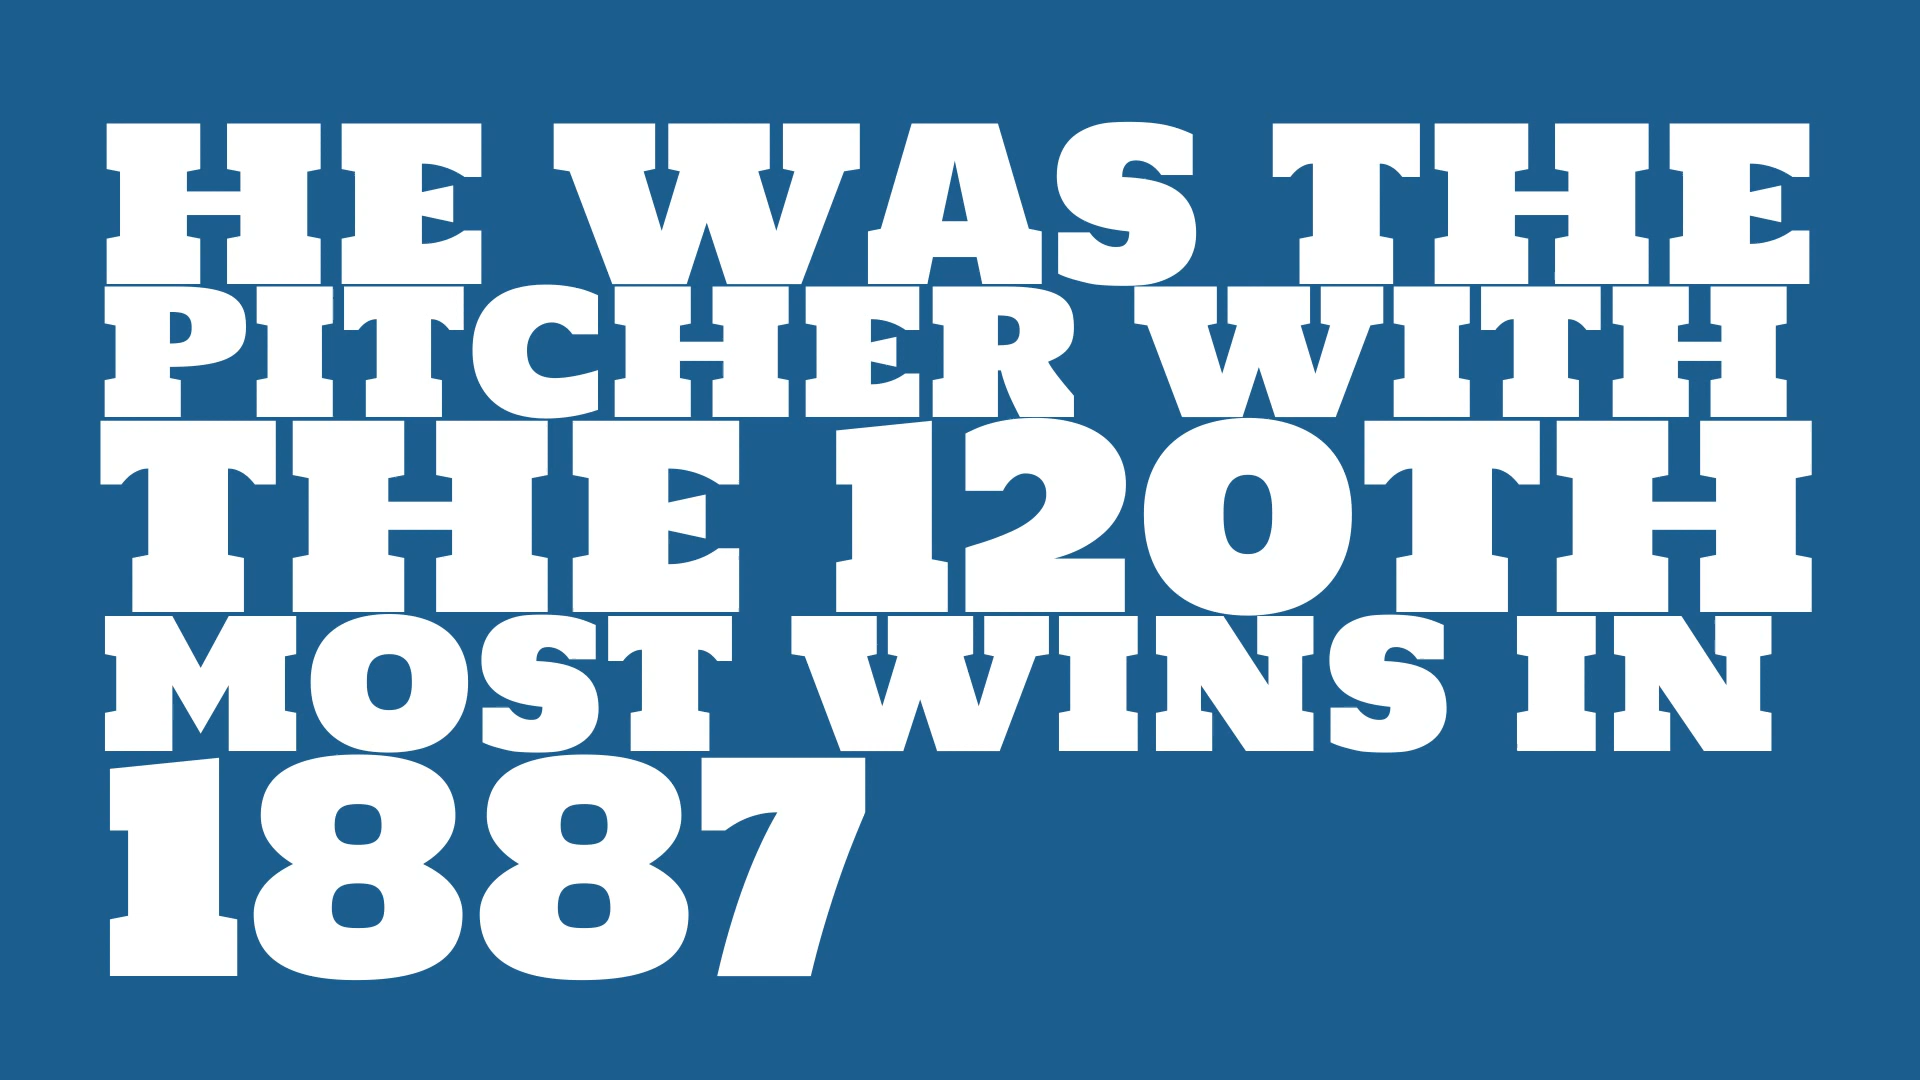 HE WAS THE
PITCHER WITH
THE 120TH
MOST WINS IN
1887